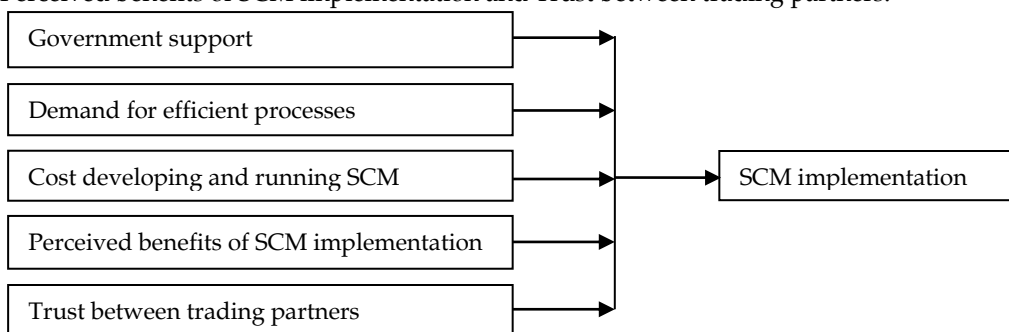 Perceived benefits of SCM implementation and Trust between trading partners.
Government support
Demand for efficient processes
Cost developing and running SCM
SCM implementation
Perceived benefits of SCM implementation
Trust between trading partners